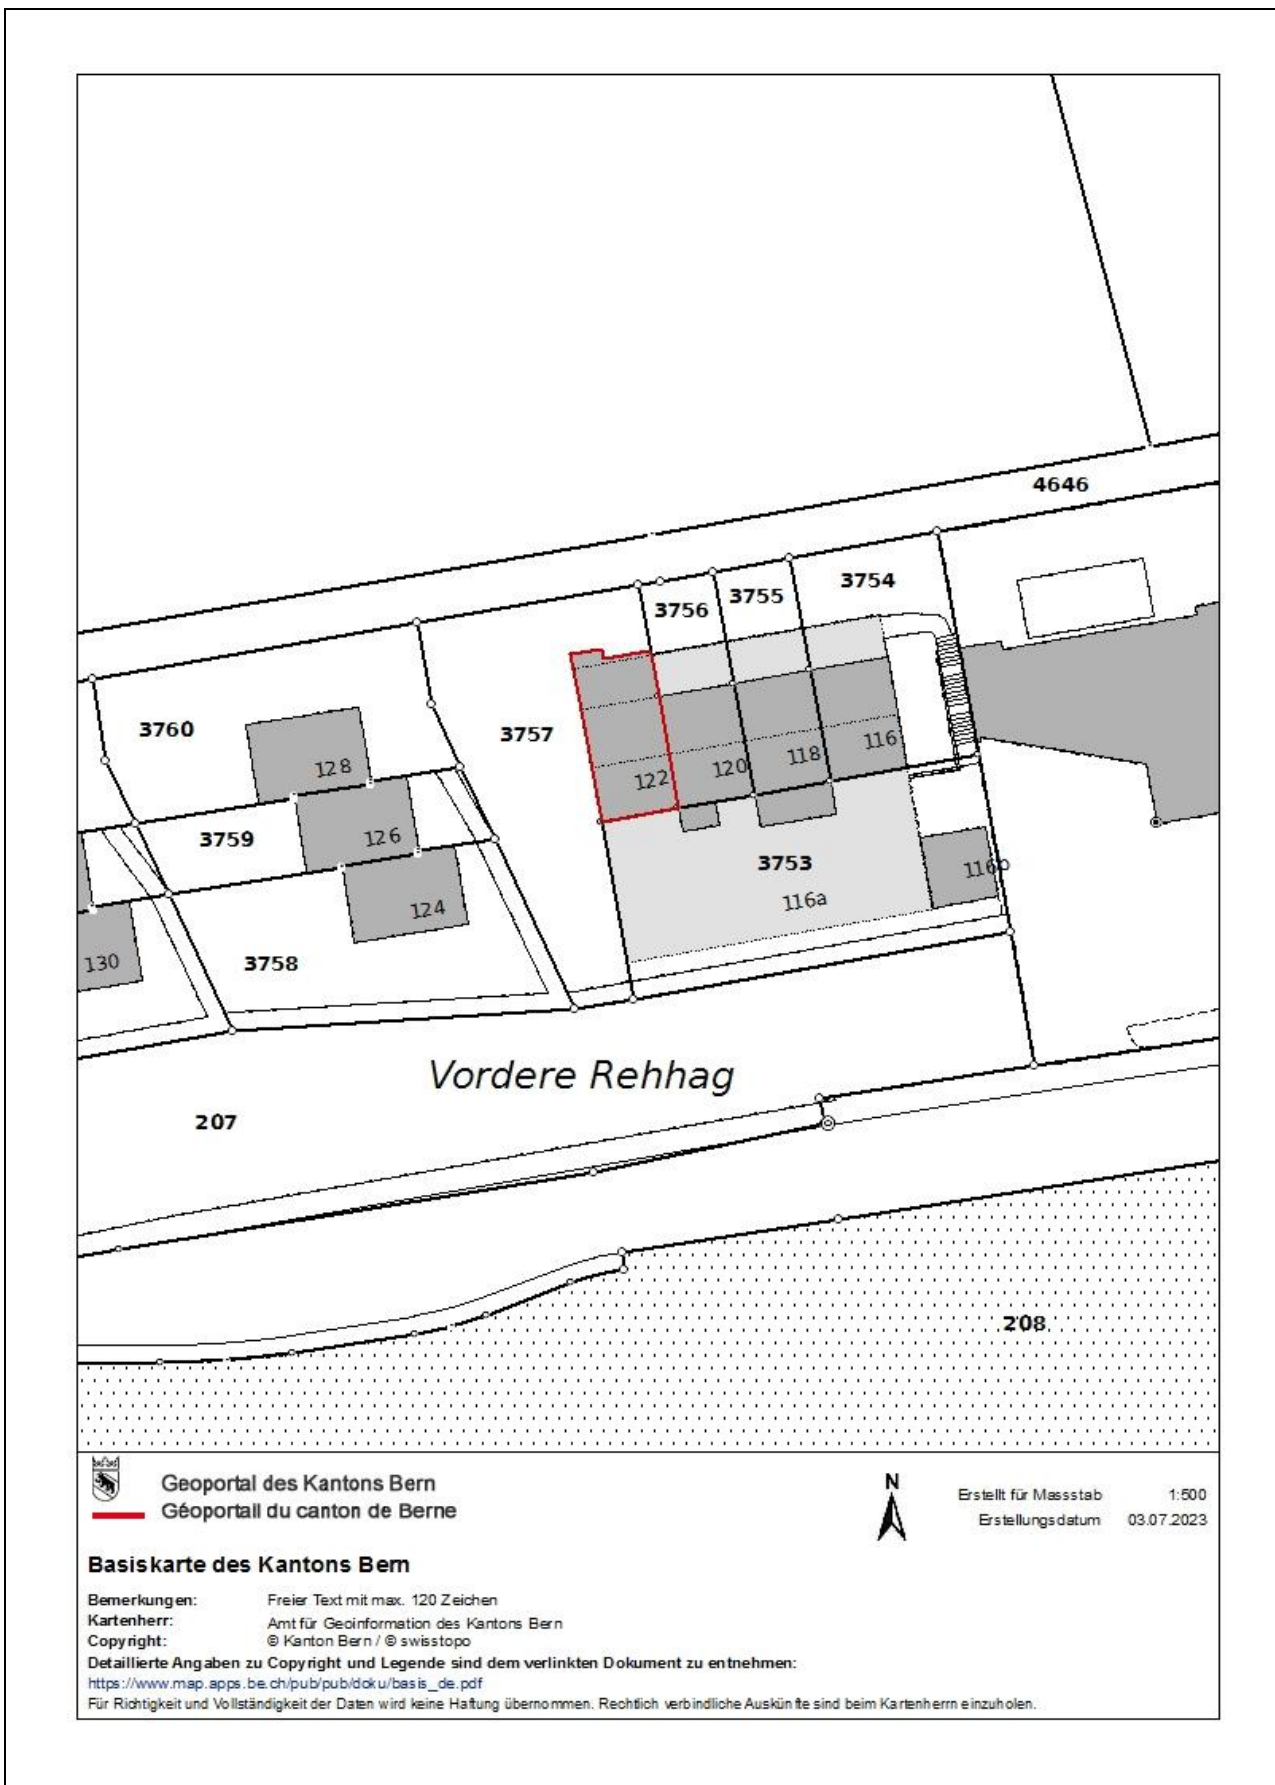 4646
3754
3755
3756
3757
3760
128
116
118
120
122
126
3759
3753
116b
116a
124
130
3758
Vordere Rehhag
207
208
Geoportal des Kantons Bern
Géoportail du canton de Berne
N
Erstellt für Massstab 1:500
Erstellungsdatum 03.07.2023
Basiskarte des Kantons Bern
Bemerkungen: Freier Text mit max. 120 Zeichen
Kartenherr: Amt für Geoinformation des Kantons Bern
Copyright: © Kanton Bern / © swisstopo
Detaillierte Angaben zu Copyright und Legende sind dem verlinkten Dokument zu entnehmen:
https://www.map.apps.be.ch/pub/pub/doku/basis_de.pdf
Für Richtigkeit und Vollständigkeit der Daten wird keine Haftung übernommen. Rechtlich verbindliche Auskünfte sind beim Kartenherrn einzuholen.